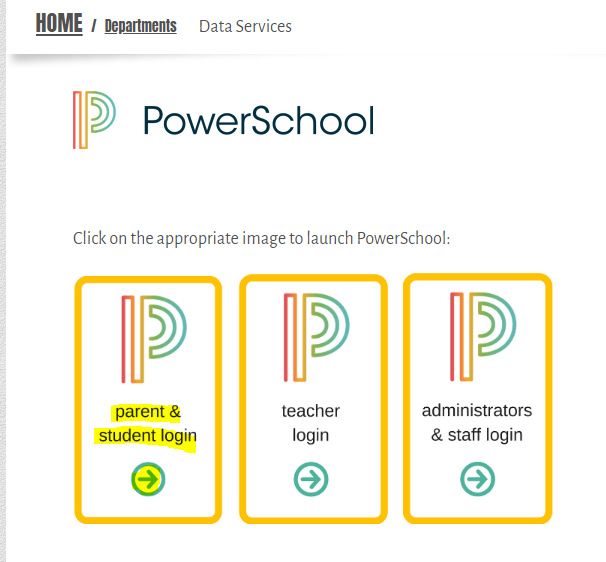 HOME / Departments Data Services
PowerSchool
Click on the appropriate image to launch PowerSchool:
parent &
student login
teacher
login
administrators
& staff login